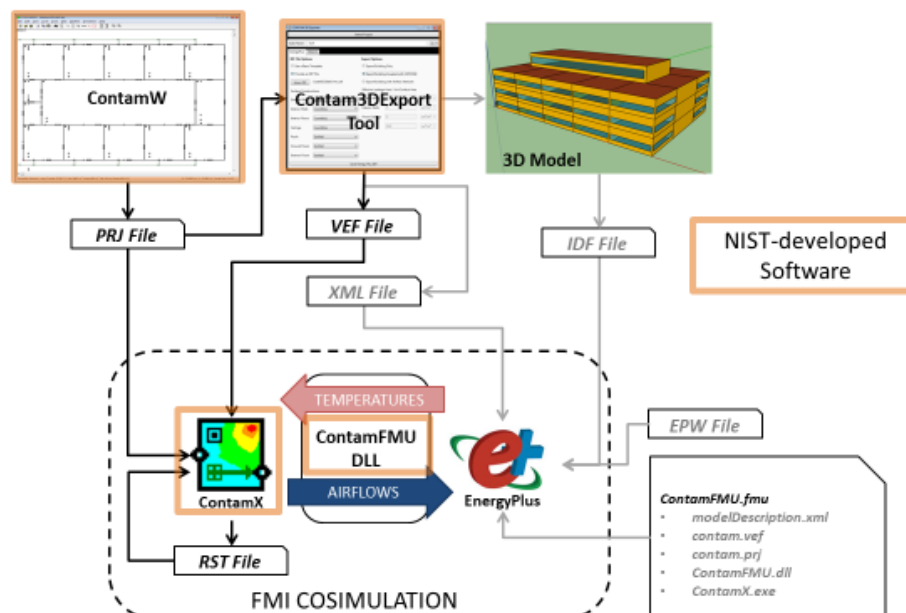 ContamW
Contam3DExport
Tool
3D Model
PRJ File
VEF File
IDF File
NIST-developed
Software
XML File
TEMPERATURES
ContamFMU
DLL
AIRFLOWS
ContamX
EnergyPlus
EPW File
RST File
ContamFMU.fmu
• modelDescription.xml
• contam.vef
• contam.prj
• ContamFMU.dll
• ContamX.exe
FMI COSIMULATION